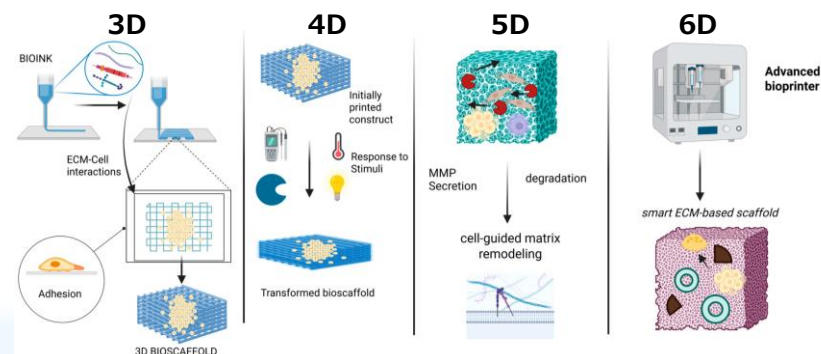 3D
BIOINK
ECM-Cell
interactions
Adhesion
3D BIOSCAFFOLD
4D
Initially
printed
construct
Response to
Stimuli
Transformed bioscaffold
5D
MMP
Secretion
degradation
cell-guided matrix
remodeling
6D
Advanced
bioprinter
smart ECM-based scaffold